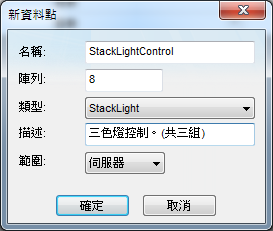 新資料點
名稱: StackLightControl
陣列: 8
類型: StackLight
描述: 三色燈控制。(共三組)
範圍: 伺服器
確定 取消